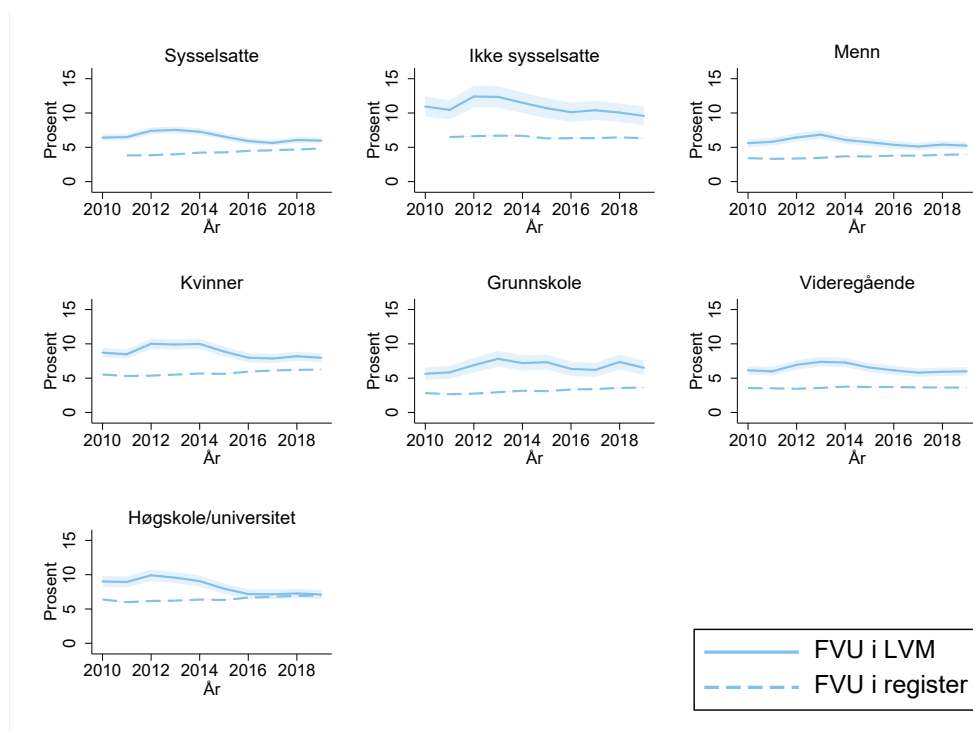 Sysselsatte
Prosent
15
10
5
0
2010 2012 2014 2016 2018
År
Ikke sysselsatte
Prosent
15
10
5
0
2010 2012 2014 2016 2018
År
Menn
Prosent
15
10
5
0
2010 2012 2014 2016 2018
År
Kvinner
Prosent
15
10
5
0
2010 2012 2014 2016 2018
År
Grunnskole
Prosent
15
10
5
0
2010 2012 2014 2016 2018
År
Videregående
Prosent
15
10
5
0
2010 2012 2014 2016 2018
År
Høgskole/universitet
Prosent
15
10
5
0
2010 2012 2014 2016 2018
År
FVU i LVM
FVU i register